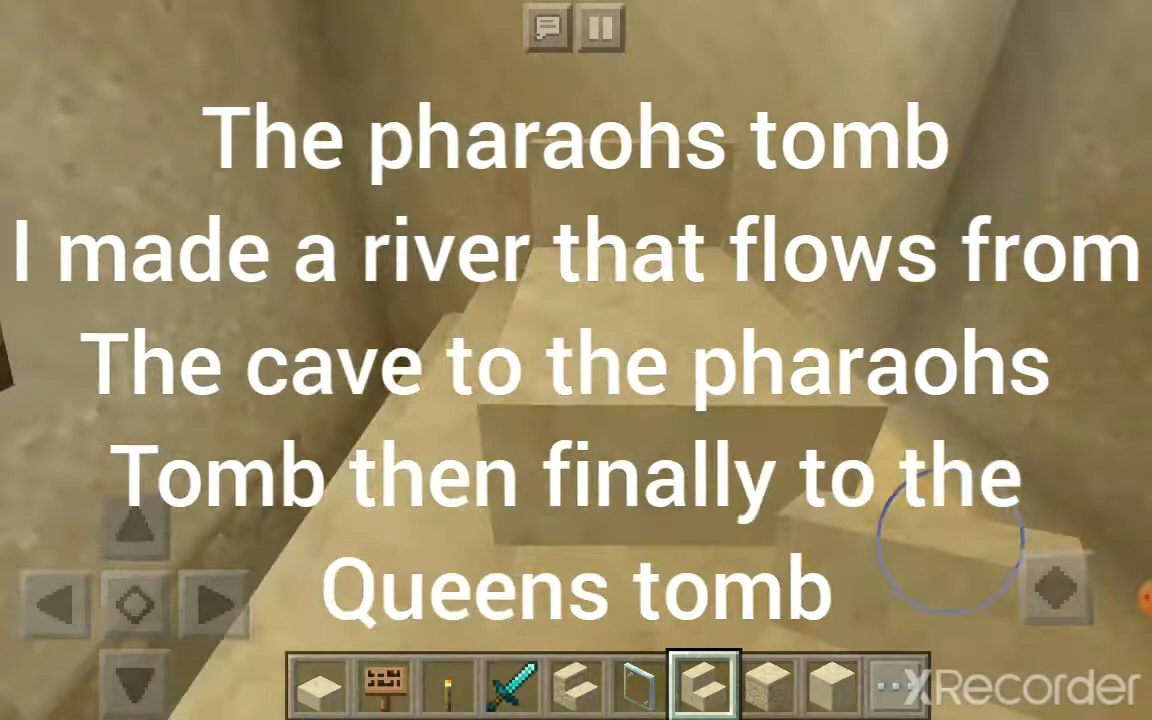 The pharaohs tomb
I made a river that flows from
The cave to the pharaohs
Tomb then finally to the
Queens tomb
XRecorder